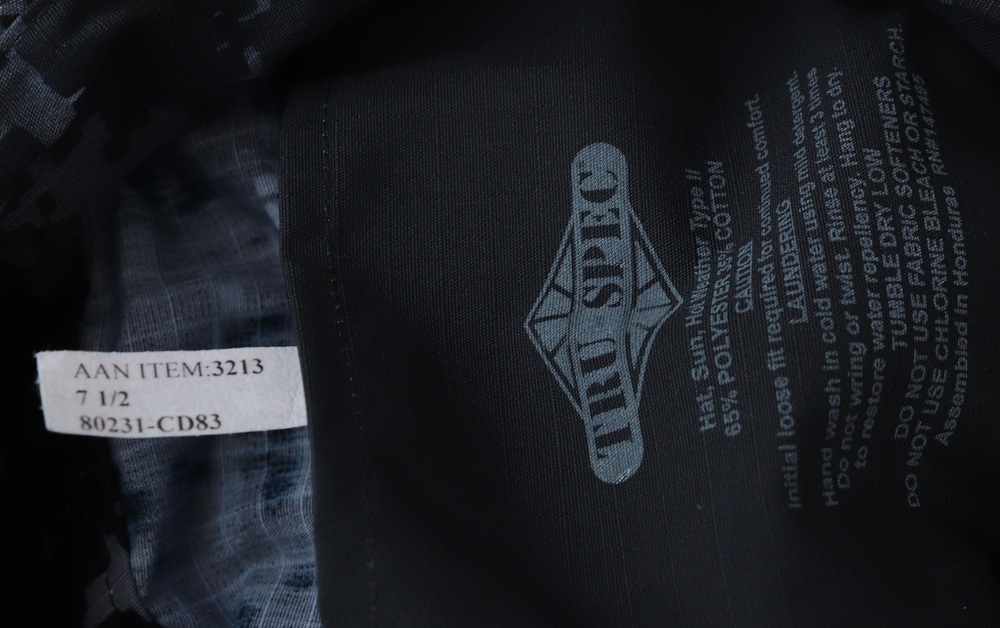 AAN ITEM:3213
7 1/2
80231-CD83
TRU SPEC
Hat, Sun, Hot Weather Type II
65% POLYESTER 35% COTTON
CAUTION
Initial loose fit required for continued comfort.
LAUNDERING
Hand wash in cold water using mild detergent.
Do not wring or twist. Rinse at least 3 times
to restore water repellency. Hang to dry.
TUMBLE DRY LOW
DO NOT USE FABRIC SOFTENERS
DO NOT USE CHLORINE BLEACH OR STARCH.
Assembled in Honduras RN#147485